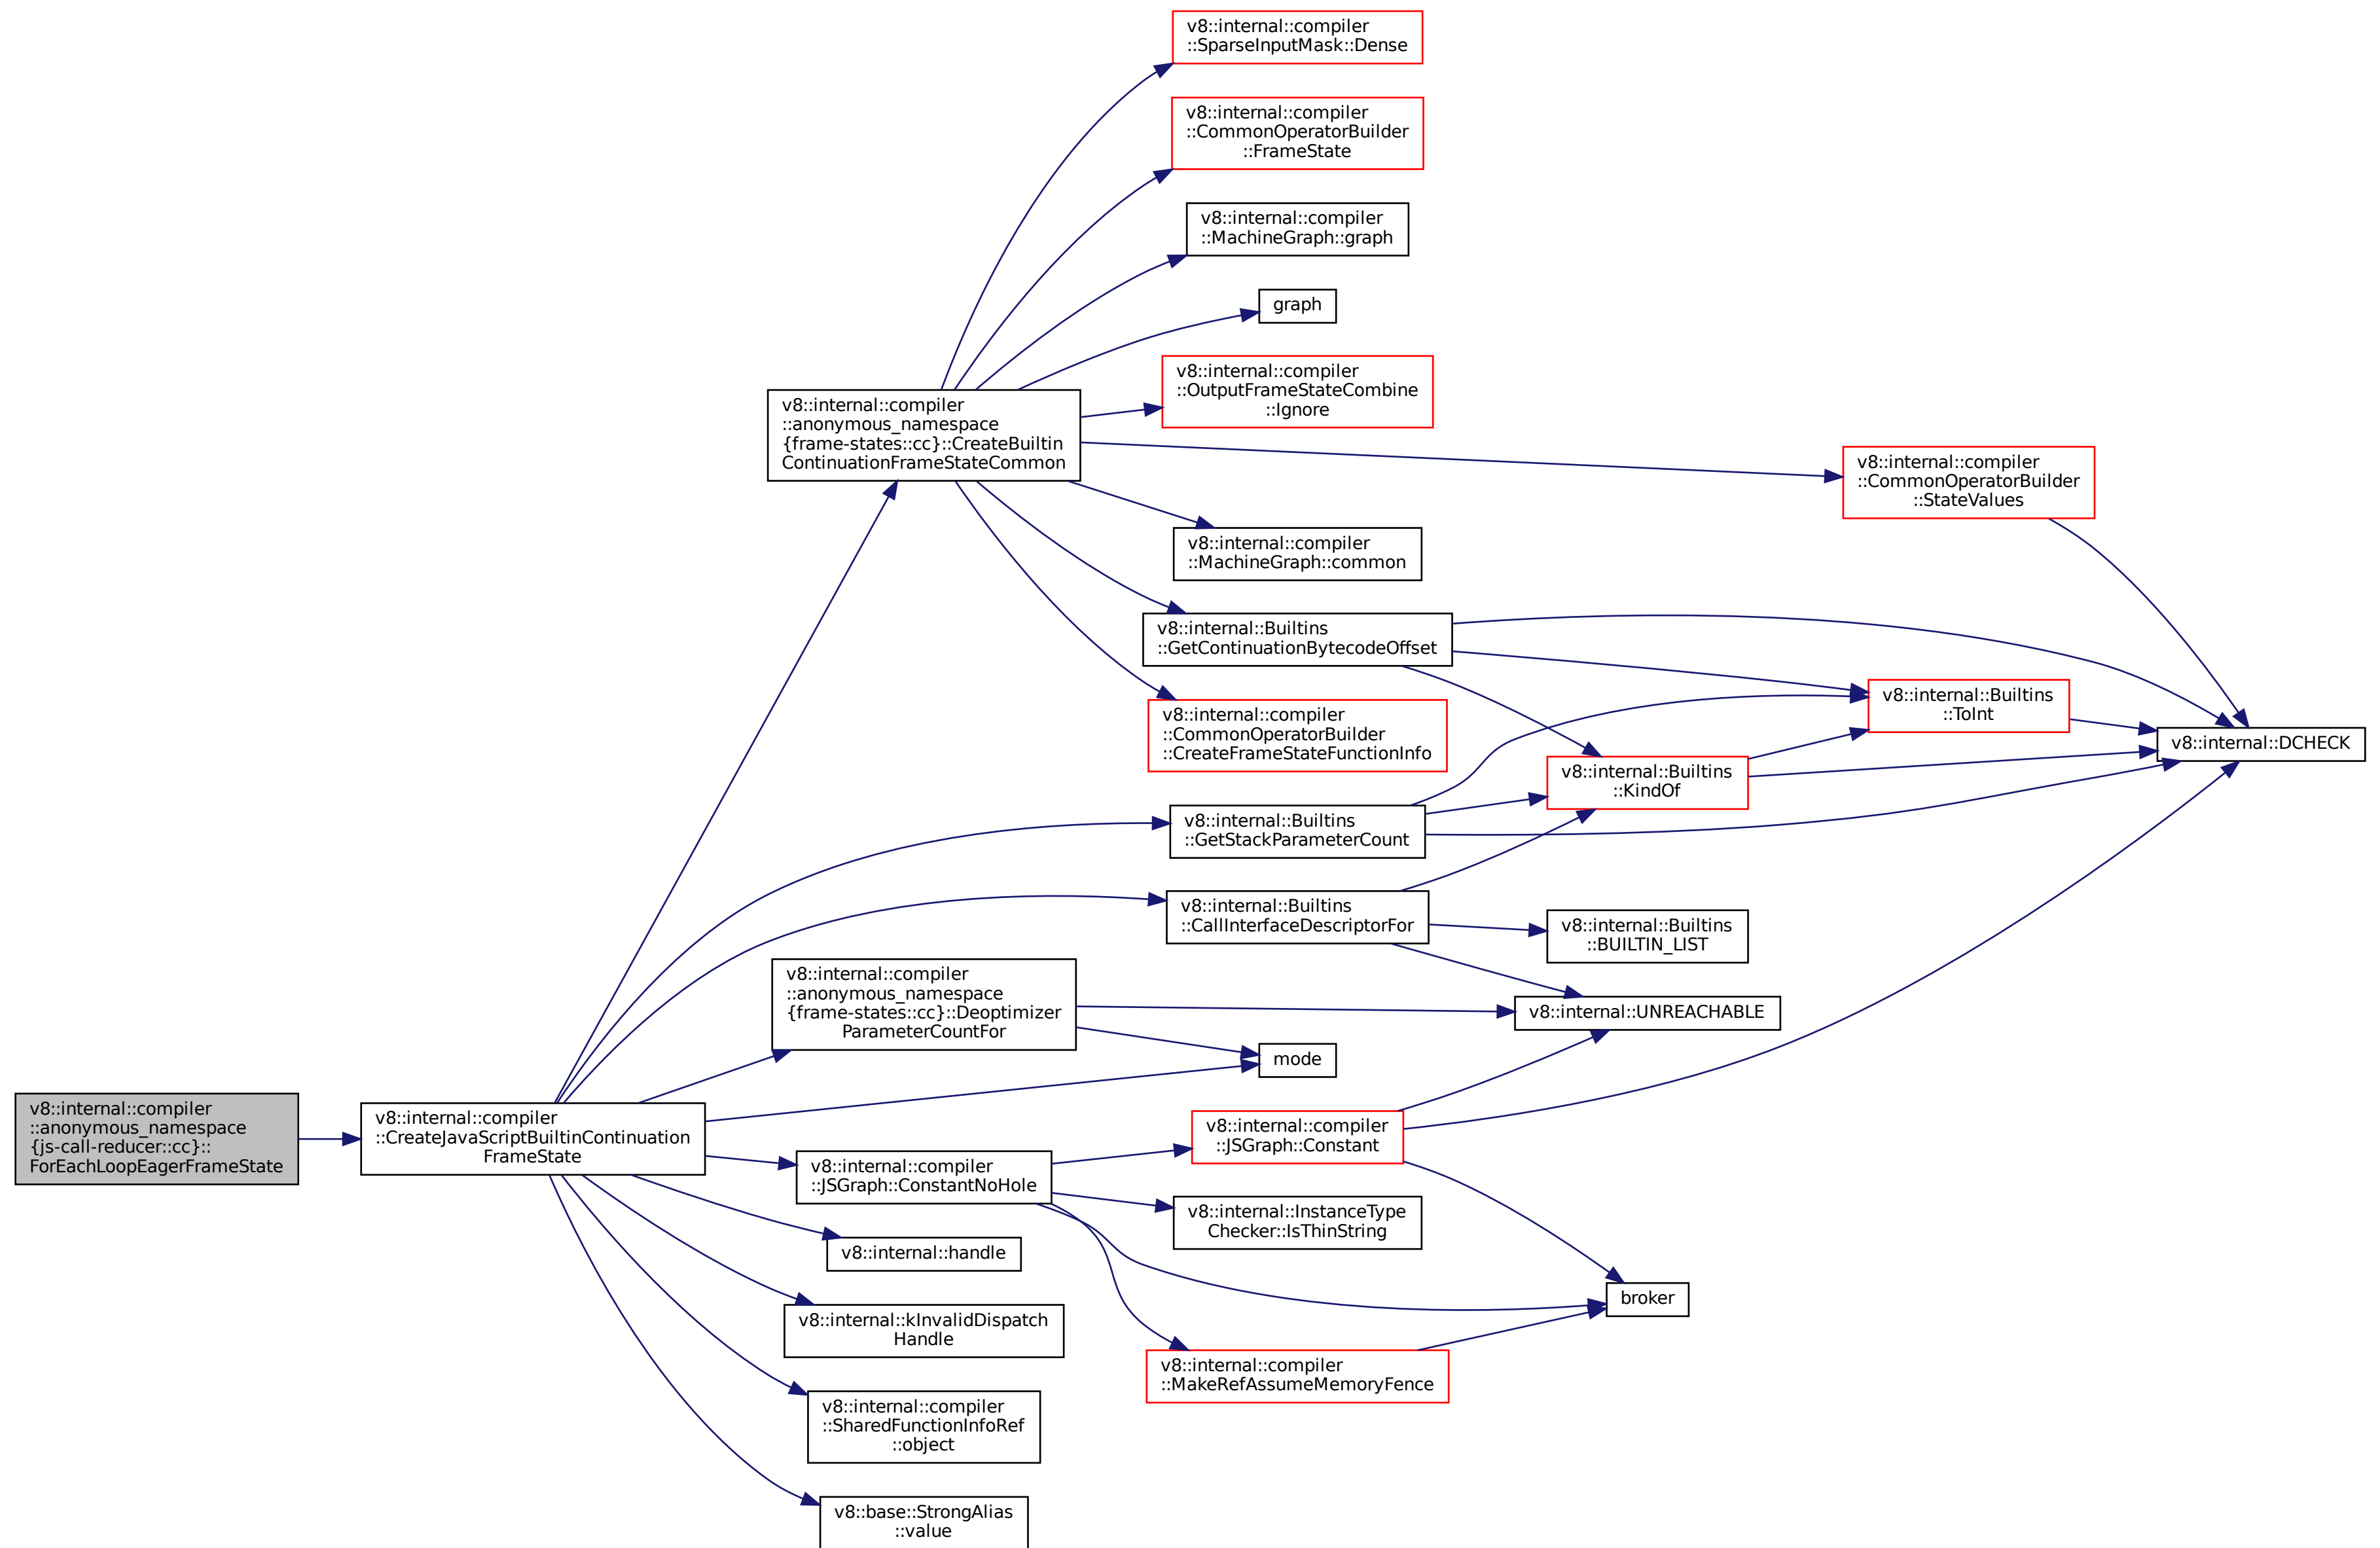 v8::internal::compiler
::SparseInputMask::Dense
v8::internal::compiler
::CommonOperatorBuilder
::FrameState
v8::internal::compiler
::MachineGraph::graph
graph
v8::internal::compiler
::OutputFrameStateCombine
::Ignore
v8::internal::compiler
::anonymous_namespace
{frame-states::cc}::CreateBuiltin
ContinuationFrameStateCommon
v8::internal::compiler
::CommonOperatorBuilder
::StateValues
v8::internal::compiler
::MachineGraph::common
v8::internal::Builtins
::GetContinuationBytecodeOffset
v8::internal::compiler
::CommonOperatorBuilder
::CreateFrameStateFunctionInfo
v8::internal::Builtins
::ToInt
v8::internal::DCHECK
v8::internal::Builtins
::KindOf
v8::internal::Builtins
::GetStackParameterCount
v8::internal::Builtins
::CallInterfaceDescriptorFor
v8::internal::Builtins
::BUILTIN_LIST
v8::internal::compiler
::anonymous_namespace
{frame-states::cc}::Deoptimizer
ParameterCountFor
v8::internal::UNREACHABLE
mode
v8::internal::compiler
::anonymous_namespace
{js-call-reducer::cc}::
ForEachLoopEagerFrameState
v8::internal::compiler
::CreateJavaScriptBuiltinContinuation
FrameState
v8::internal::compiler
::JSGraph::Constant
v8::internal::compiler
::JSGraph::ConstantNoHole
v8::internal::InstanceType
Checker::IsThinString
v8::internal::handle
broker
v8::internal::kInvalidDispatch
Handle
v8::internal::compiler
::MakeRefAssumeMemoryFence
v8::internal::compiler
::SharedFunctionInfoRef
::object
v8::base::StrongAlias
::value